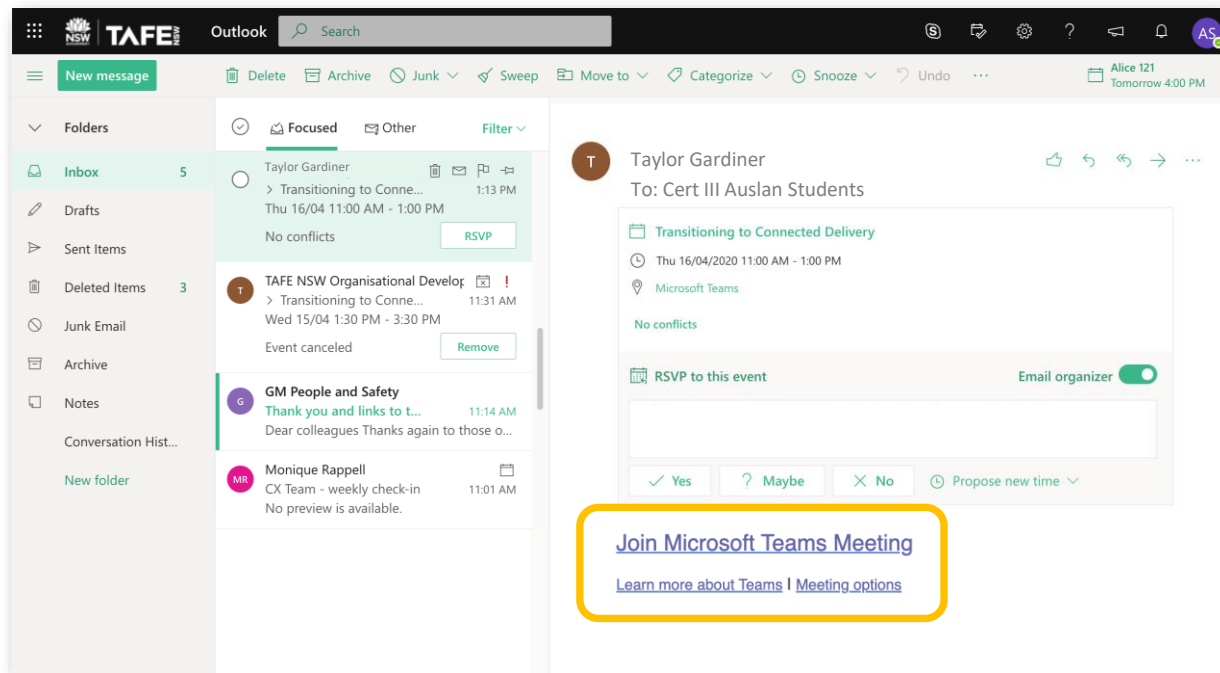 NSW TAFE NSW Outlook Search AS
New message Delete Archive Junk Sweep Move to Categorize Snooze Undo ... Alice 121
Tomorrow 4:00 PM
Folders
Inbox 5
Drafts
Sent Items
Deleted Items 3
Junk Email
Archive
Notes
Conversation Hist...
New folder
Focused Other Filter
Taylor Gardiner
> Transitioning to Conne... 1:13 PM
Thu 16/04 11:00 AM - 1:00 PM
No conflicts RSVP
T
TAFE NSW Organisational Develop !
> Transitioning to Conne... 11:31 AM
Wed 15/04 1:30 PM - 3:30 PM
Event canceled Remove
G
GM People and Safety
Thank you and links to t... 11:14 AM
Dear colleagues Thanks again to those o...
MR
Monique Rappell
CX Team - weekly check-in 11:01 AM
No preview is available.
T
Taylor Gardiner
To: Cert III Auslan Students
Transitioning to Connected Delivery
Thu 16/04/2020 11:00 AM - 1:00 PM
Microsoft Teams
No conflicts
RSVP to this event Email organizer
Yes ? Maybe No Propose new time
Join Microsoft Teams Meeting
Learn more about Teams | Meeting options